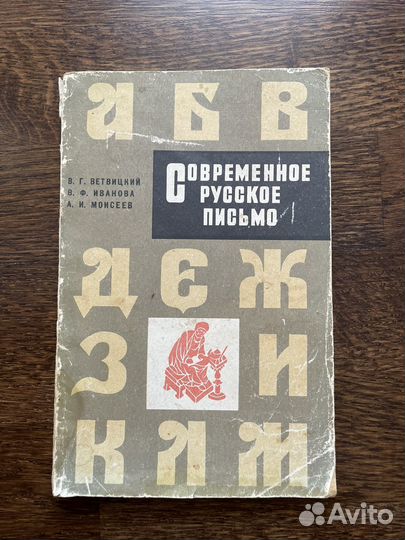 А Б В
В. Г. ВЕТВИЦКИЙ
В. Ф. ИВАНОВА
А. И. МОИСЕЕВ
СОВРЕМЕННОЕ
РУССКОЕ
ПИСЬМО
Д Е Ж
З И
К Л М
Avito